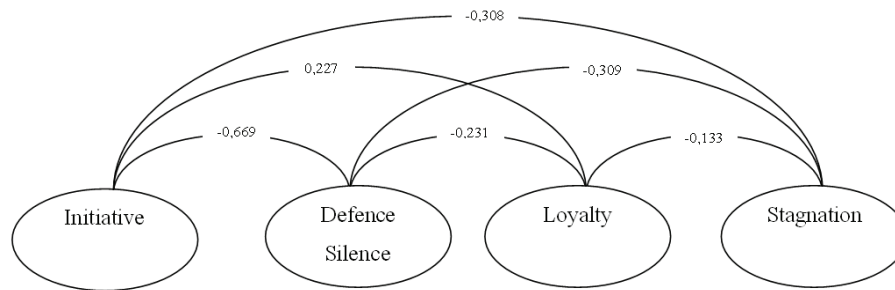 -0,308
0,227
-0,309
-0,669
-0,231
-0,133
Initiative
Defence
Silence
Loyalty
Stagnation